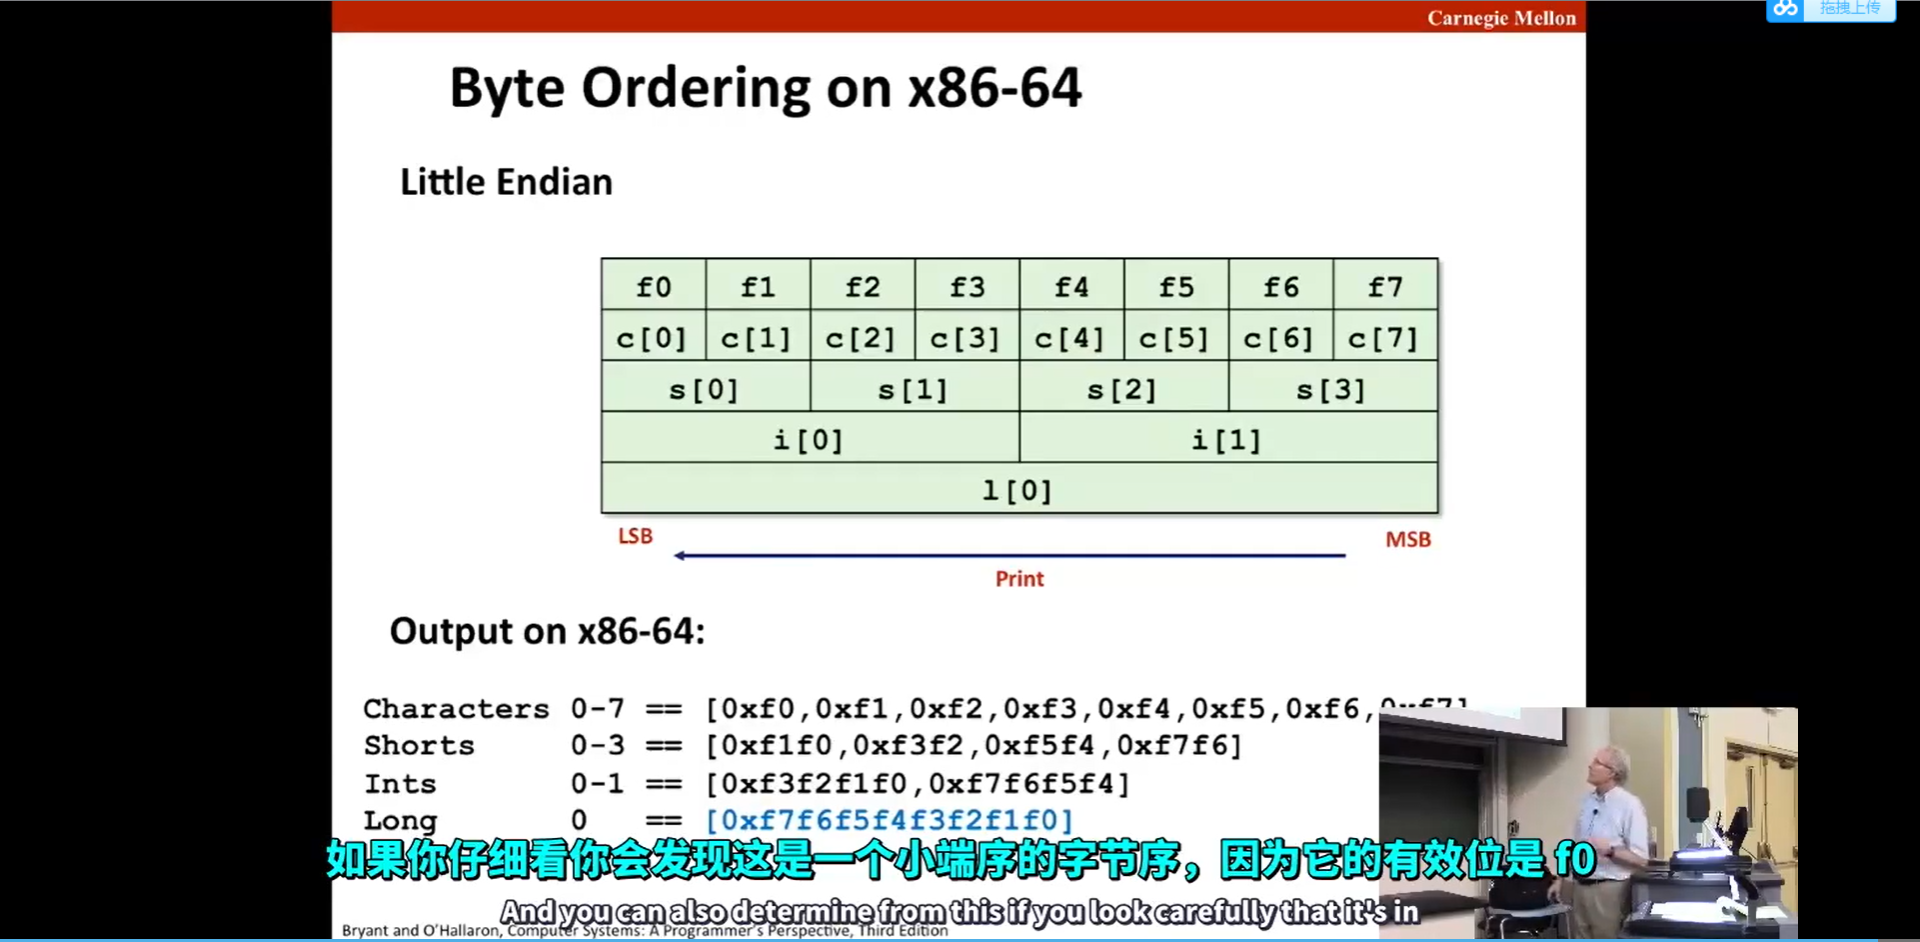 Carnegie Mellon
拖拽上传
Byte Ordering on x86-64
Little Endian
f0 f1 f2 f3 f4 f5 f6 f7
c[0] c[1] c[2] c[3] c[4] c[5] c[6] c[7]
s[0] s[1] s[2] s[3]
i[0] i[1]
l[0]
LSB MSB
Print
Output on x86-64:
Characters 0-7 == [0xf0,0xf1,0xf2,0xf3,0xf4,0xf5,0xf6,0xf7]
Shorts 0-3 == [0xf1f0,0xf3f2,0xf5f4,0xf7f6]
Ints 0-1 == [0xf3f2f1f0,0xf7f6f5f4]
Long 0 == [0xf7f6f5f4f3f2f1f0]
如果你仔细看你会发现这是一个小端序的字节序，因为它的有效位是 f0
And you can also determine from this if you look carefully that it's in
Bryant and O'Hallaron, Computer Systems: A Programmer's Perspective, Third Edition